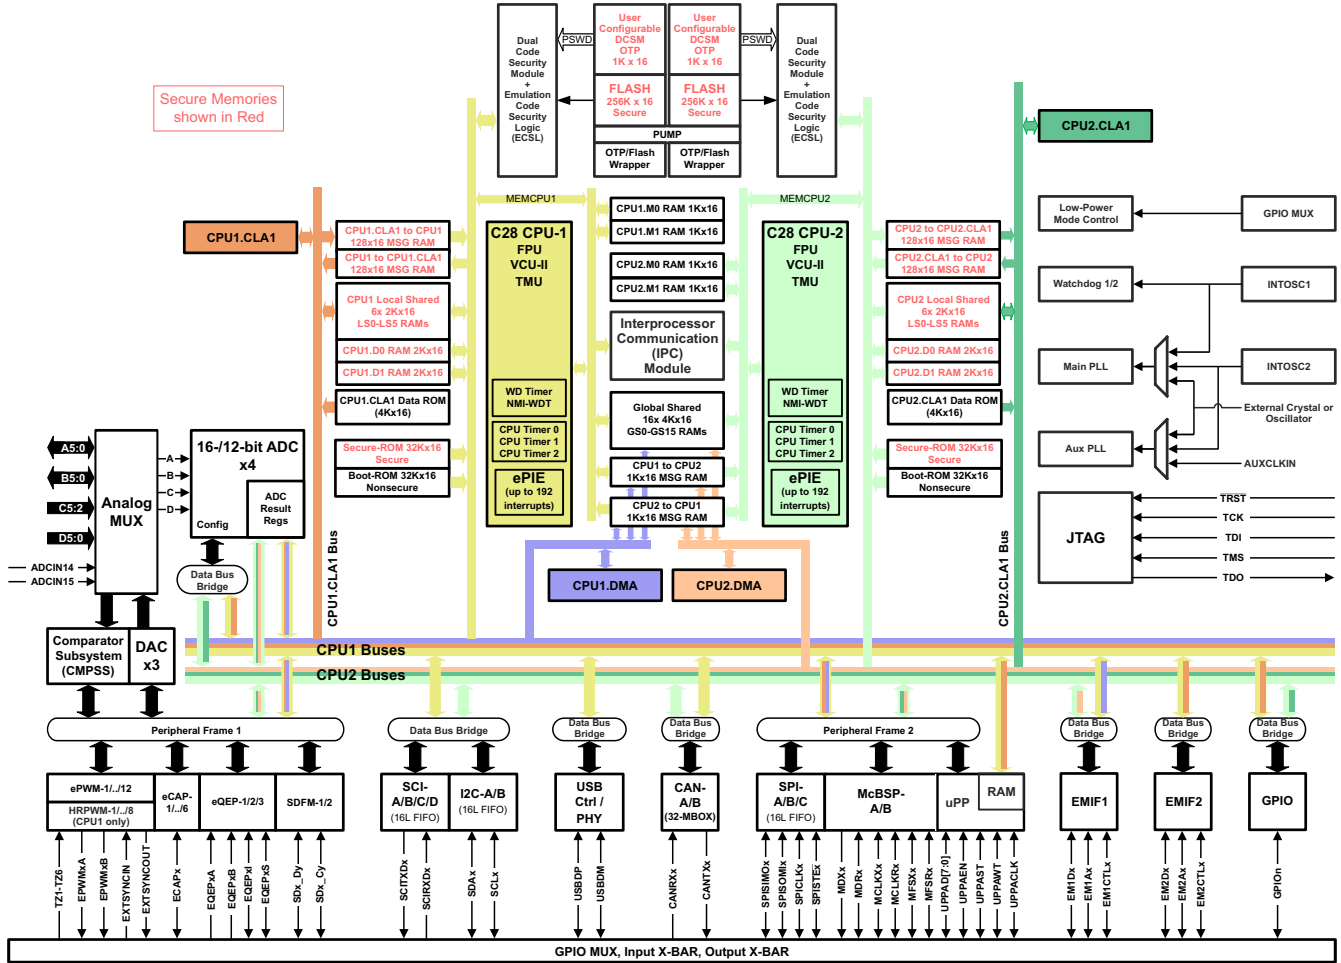 Secure Memories
shown in Red
Dual
Code
Security
Module
+
Emulation
Code
Security
Logic
(ECSL)
PSWD
User
Configurable
DCSM
OTP
1K x 16
User
Configurable
DCSM
OTP
1K x 16
PSWD
Dual
Code
Security
Module
+
Emulation
Code
Security
Logic
(ECSL)
FLASH
256K x 16
Secure
FLASH
256K x 16
Secure
PUMP
OTP/Flash
Wrapper
OTP/Flash
Wrapper
CPU2.CLA1
MEMCPU1
MEMCPU2
CPU1.CLA1
CPU1.CLA1 to CPU1
128x16 MSG RAM
CPU1 to CPU1.CLA1
128x16 MSG RAM
CPU1 Local Shared
6x 2Kx16
LS0-LS5 RAMs
CPU1.D0 RAM 2Kx16
CPU1.D1 RAM 2Kx16
CPU1.CLA1 Data ROM
(4Kx16)
Secure-ROM 32Kx16
Secure
Boot-ROM 32Kx16
Nonsecure
C28 CPU-1
FPU
VCU-II
TMU
WD Timer
NMI-WDT
CPU Timer 0
CPU Timer 1
CPU Timer 2
ePIE
(up to 192
interrupts)
CPU1.M0 RAM 1Kx16
CPU1.M1 RAM 1Kx16
CPU2.M0 RAM 1Kx16
CPU2.M1 RAM 1Kx16
Interprocessor
Communication
(IPC)
Module
Global Shared
16x 4Kx16
GS0-GS15 RAMs
CPU1 to CPU2
1Kx16 MSG RAM
CPU2 to CPU1
1Kx16 MSG RAM
C28 CPU-2
FPU
VCU-II
TMU
WD Timer
NMI-WDT
CPU Timer 0
CPU Timer 1
CPU Timer 2
ePIE
(up to 192
interrupts)
CPU2 to CPU2.CLA1
128x16 MSG RAM
CPU2.CLA1 to CPU2
128x16 MSG RAM
CPU2 Local Shared
6x 2Kx16
LS0-LS5 RAMs
CPU2.D0 RAM 2Kx16
CPU2.D1 RAM 2Kx16
CPU2.CLA1 Data ROM
(4Kx16)
Secure-ROM 32Kx16
Secure
Boot-ROM 32Kx16
Nonsecure
Low-Power
Mode Control
GPIO MUX
Watchdog 1/2
INTOSC1
Main PLL
INTOSC2
External Crystal or
Oscillator
Aux PLL
AUXCLKIN
JTAG
TRST
TCK
TDI
TMS
TDO
A5:0
B5:0
C5:2
D5:0
ADCIN14
ADCIN15
Analog
MUX
A
B
C
D
16-/12-bit ADC
x4
ADC
Result
Regs
Config
Data Bus
Bridge
Comparator
Subsystem
(CMPSS)
DAC
x3
CPU1.CLA1 Bus
CPU2.CLA1 Bus
CPU1.DMA
CPU2.DMA
CPU1 Buses
CPU2 Buses
Peripheral Frame 1
Data Bus Bridge
Data Bus
Bridge
Data Bus
Bridge
Peripheral Frame 2
Data Bus
Bridge
Data Bus
Bridge
Data Bus
Bridge
ePWM-1/../12
HRPWM-1/../8
(CPU1 only)
eCAP-
1/../6
eQEP-1/2/3
SDFM-1/2
SCI-
A/B/C/D
(16L FIFO)
I2C-A/B
(16L FIFO)
USB
Ctrl /
PHY
CAN-
A/B
(32-MBOX)
SPI-
A/B/C
(16L FIFO)
McBSP-
A/B
uPP
RAM
EMIF1
EMIF2
GPIO
TZ1-TZ6
EPWMxA
EPWMxB
EXTSYNCIN
EXTSYNCOUT
ECAPx
EQEPxA
EQEPxB
EQEPxI
EQEPxS
SDx_Dy
SDx_Cy
SCITXDx
SCIRXDx
SDAx
SCLx
USBDP
USBDM
CANRXx
CANTXx
SPISIMOx
SPISOMIx
SPICLKx
SPISTEx
MDXx
MDRx
MCLKXx
MCLKRx
MFSXx
MFSRx
UPPAD[7:0]
UPPAEN
UPPAST
UPPAWT
UPPACLK
EM1Dx
EM1Ax
EM1CTLx
EM2Dx
EM2Ax
EM2CTLx
GPIOn
GPIO MUX, Input X-BAR, Output X-BAR